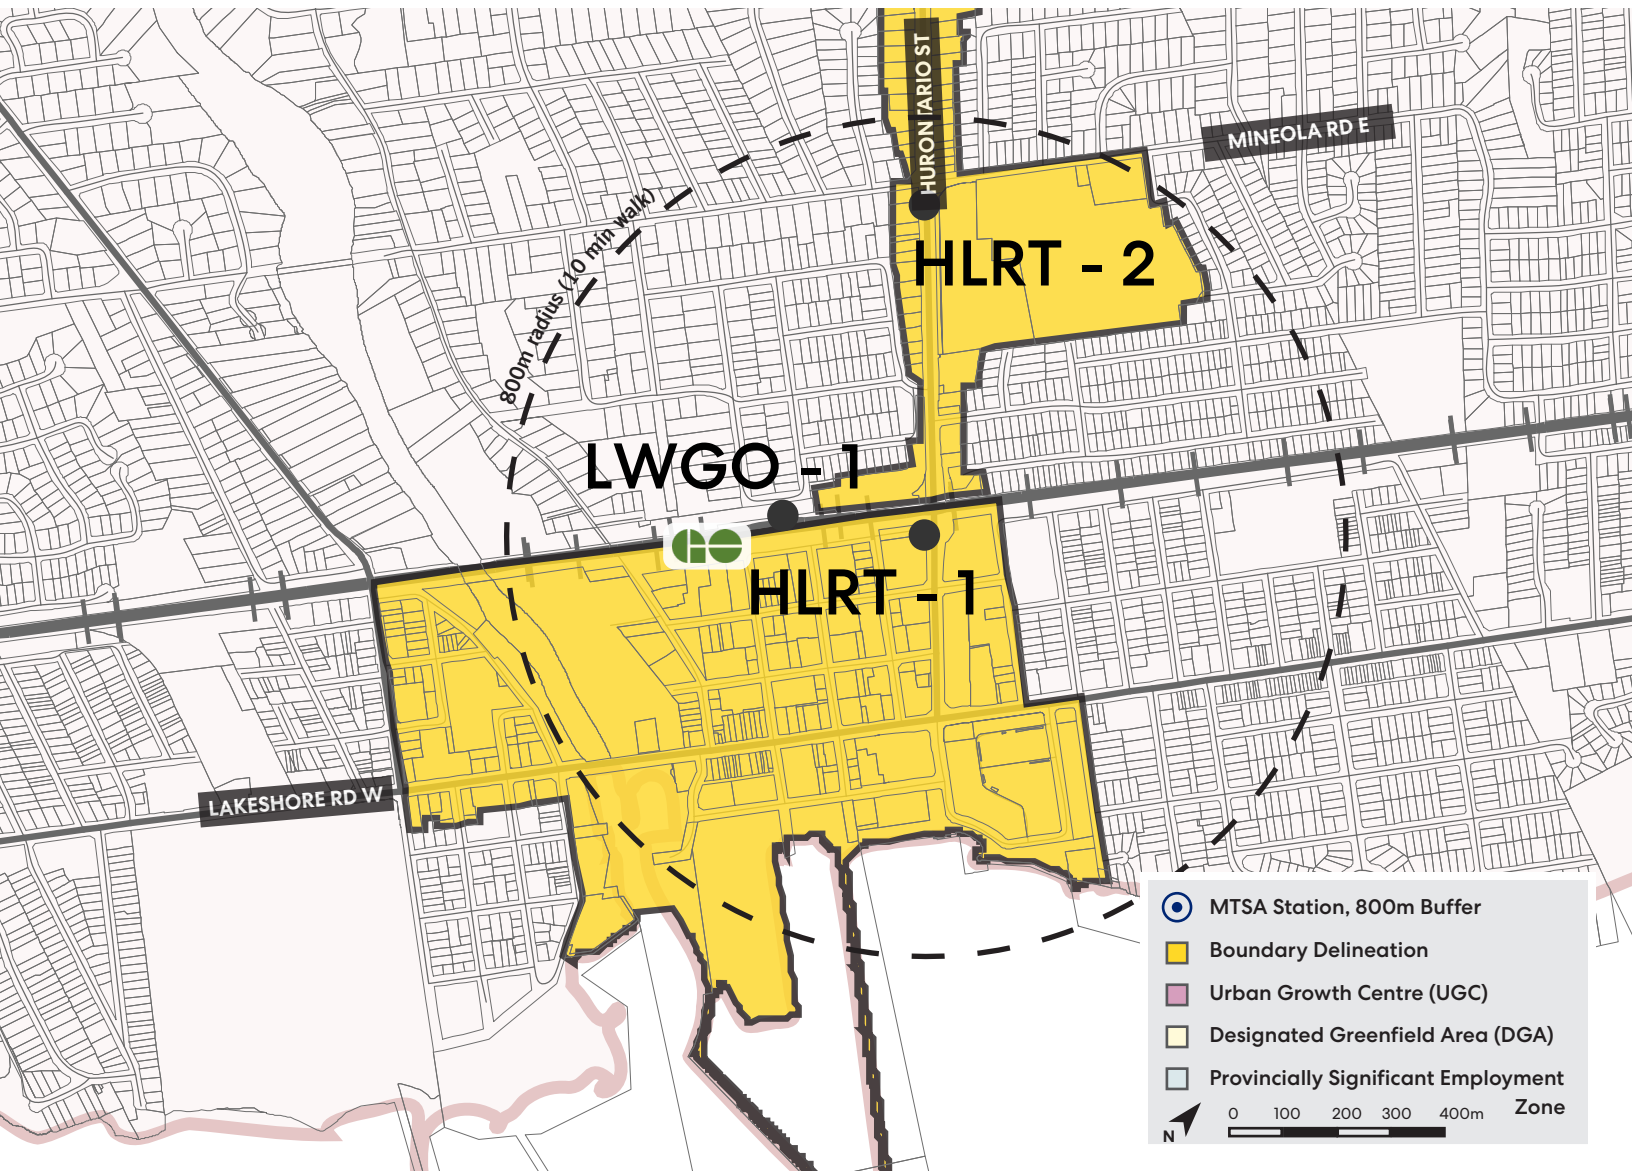 HURONTARIO ST
MINEOLA RD E
800m radius (10 min walk)
HLRT - 2
LWGO - 1
GO
HLRT - 1
LAKESHORE RD W
MTSA Station, 800m Buffer
Boundary Delineation
Urban Growth Centre (UGC)
Designated Greenfield Area (DGA)
Provincially Significant Employment
Zone
0 100 200 300 400m
N